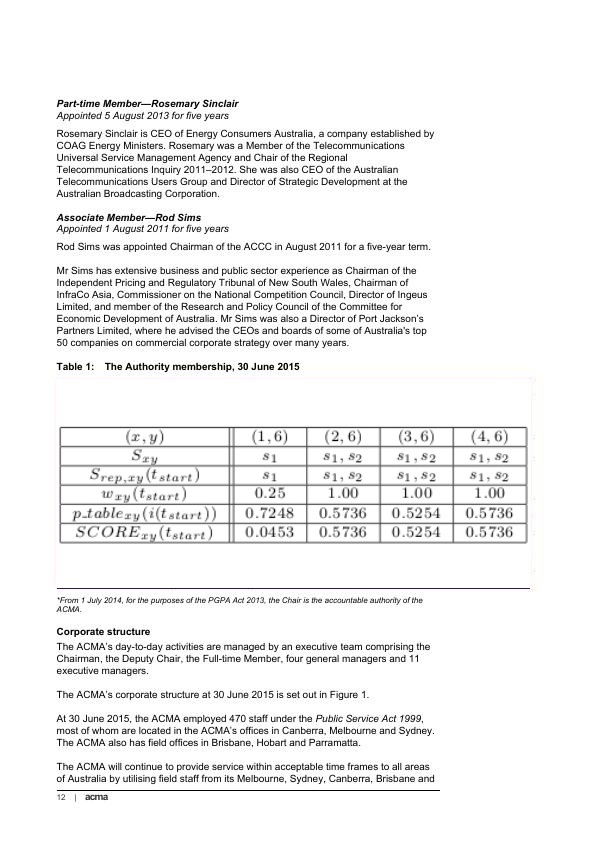 Part-time Member—Rosemary Sinclair
Appointed 5 August 2013 for five years
Rosemary Sinclair is CEO of Energy Consumers Australia, a company established by
COAG Energy Ministers. Rosemary was a Member of the Telecommunications
Universal Service Management Agency and Chair of the Regional
Telecommunications Inquiry 2011–2012. She was also CEO of the Australian
Telecommunications Users Group and Director of Strategic Development at the
Australian Broadcasting Corporation.
Associate Member—Rod Sims
Appointed 1 August 2011 for five years
Rod Sims was appointed Chairman of the ACCC in August 2011 for a five-year term.
Mr Sims has extensive business and public sector experience as Chairman of the
Independent Pricing and Regulatory Tribunal of New South Wales, Chairman of
InfraCo Asia, Commissioner on the National Competition Council, Director of Ingeus
Limited, and member of the Research and Policy Council of the Committee for
Economic Development of Australia. Mr Sims was also a Director of Port Jackson's
Partners Limited, where he advised the CEOs and boards of some of Australia's top
50 companies on commercial corporate strategy over many years.
Table 1: The Authority membership, 30 June 2015
(x, y) (1, 6) (2, 6) (3, 6) (4, 6)
S_xy s_1 s_1, s_2 s_1, s_2 s_1, s_2
S_rep,xy(t_start) s_1 s_1, s_2 s_1, s_2 s_1, s_2
w_xy(t_start) 0.25 1.00 1.00 1.00
p_table_xy(i(t_start)) 0.7248 0.5736 0.5254 0.5736
SCORE_xy(t_start) 0.0453 0.5736 0.5254 0.5736
*From 1 July 2014, for the purposes of the PGPA Act 2013, the Chair is the accountable authority of the
ACMA.
Corporate structure
The ACMA's day-to-day activities are managed by an executive team comprising the
Chairman, the Deputy Chair, the Full-time Member, four general managers and 11
executive managers.
The ACMA's corporate structure at 30 June 2015 is set out in Figure 1.
At 30 June 2015, the ACMA employed 470 staff under the Public Service Act 1999,
most of whom are located in the ACMA's offices in Canberra, Melbourne and Sydney.
The ACMA also has field offices in Brisbane, Hobart and Parramatta.
The ACMA will continue to provide service within acceptable time frames to all areas
of Australia by utilising field staff from its Melbourne, Sydney, Canberra, Brisbane and
12 | acma